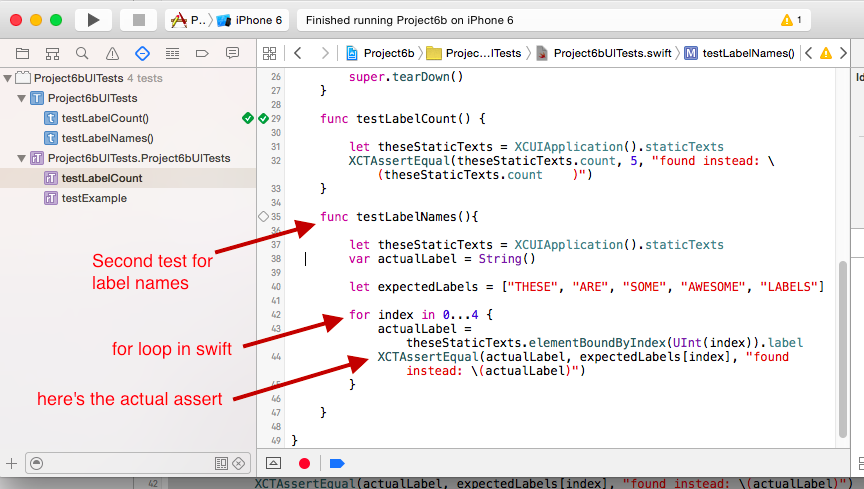 P.. iPhone 6
Finished running Project6b on iPhone 6
1
Project6b Projec...lTests Project6bUITests.swift M testLabelNames()
Project6bUITests 4 tests
T Project6bUITests
t testLabelCount()
t testLabelNames()
Project6bUITests.Project6bUITests
testLabelCount
testExample
26 super.tearDown()
27 }
28
29 func testLabelCount() {
30
31 let theseStaticTexts = XCUIApplication().staticTexts
32 XCTAssertEqual(theseStaticTexts.count, 5, "found instead: \
(theseStaticTexts.count )")
33 }
34
35 func testLabelNames(){
36
37 let theseStaticTexts = XCUIApplication().staticTexts
38 var actualLabel = String()
39
40 let expectedLabels = ["THESE", "ARE", "SOME", "AWESOME", "LABELS"]
41
42 for index in 0...4 {
43 actualLabel =
theseStaticTexts.elementBoundByIndex(UInt(index)).label
44 XCTAssertEqual(actualLabel, expectedLabels[index], "found
instead: \(actualLabel)")
45 }
46
47 }
48
49 }
Second test for
label names
for loop in swift
here's the actual assert
Id
42 XCTAssertEqual(actualLabel, expectedLabels[index], "found instead: \(actualLabel)")